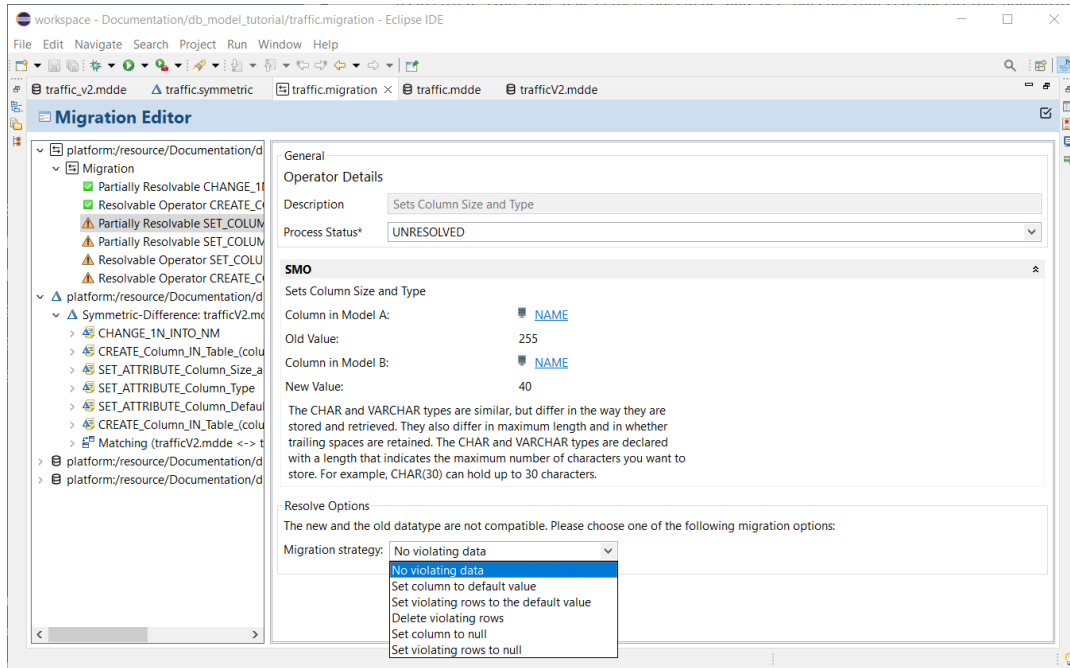 workspace - Documentation/db_model_tutorial/traffic.migration - Eclipse IDE
File Edit Navigate Search Project Run Window Help
traffic_v2.mdde traffic.symmetric traffic.migration traffic.mdde trafficV2.mdde
Migration Editor
platform:/resource/Documentation/d
Migration
Partially Resolvable CHANGE_1I
Resolvable Operator CREATE_C
Partially Resolvable SET_COLUM
Partially Resolvable SET_COLUM
Resolvable Operator SET_COLU
Resolvable Operator CREATE_C
platform:/resource/Documentation/d
Symmetric-Difference: trafficV2.mo
CHANGE_1N_INTO_NM
CREATE_Column_IN_Table_(colu
SET_ATTRIBUTE_Column_Size_a
SET_ATTRIBUTE_Column_Type
SET_ATTRIBUTE_Column_Defaul
CREATE_Column_IN_Table_(colu
Matching (trafficV2.mdde <-> t
platform:/resource/Documentation/d
platform:/resource/Documentation/d
General
Operator Details
Description Sets Column Size and Type
Process Status* UNRESOLVED
SMO
Sets Column Size and Type
Column in Model A: NAME
Old Value: 255
Column in Model B: NAME
New Value: 40
The CHAR and VARCHAR types are similar, but differ in the way they are
stored and retrieved. They also differ in maximum length and in whether
trailing spaces are retained. The CHAR and VARCHAR types are declared
with a length that indicates the maximum number of characters you want to
store. For example, CHAR(30) can hold up to 30 characters.
Resolve Options
The new and the old datatype are not compatible. Please choose one of the following migration options:
Migration strategy: No violating data
No violating data
Set column to default value
Set violating rows to the default value
Delete violating rows
Set column to null
Set violating rows to null